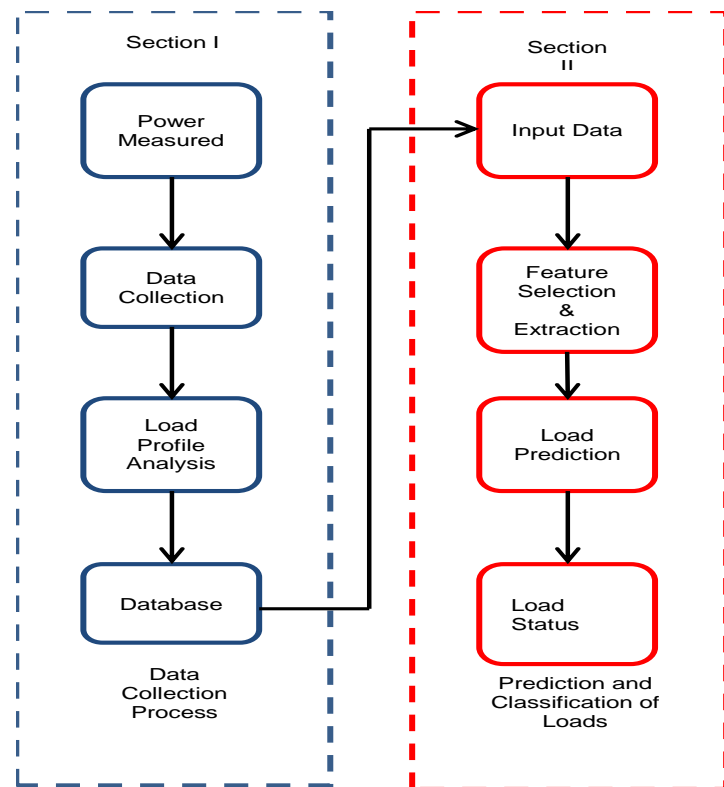 Section I
Power
Measured
Data
Collection
Load
Profile
Analysis
Database
Data
Collection
Process
Section
II
Input Data
Feature
Selection
&
Extraction
Load
Prediction
Load
Status
Prediction and
Classification of
Loads